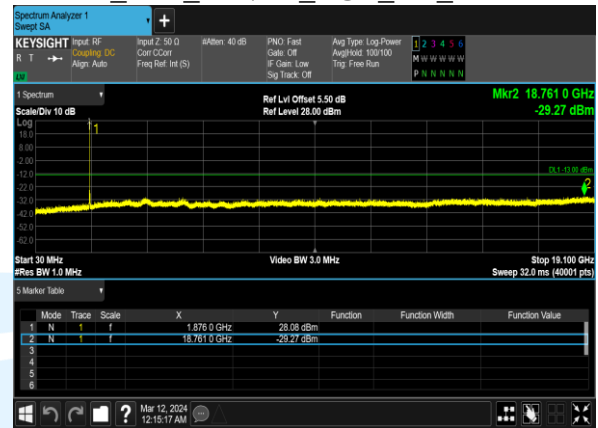 Spectrum Analyzer 1
Swept SA
+
KEYSIGHT
R T
LV
Input: RF
Coupling: DC
Align: Auto
Input Z: 50 Ω
Corr CCorr
Freq Ref: Int (S)
#Atten: 40 dB
PNO: Fast
Gate: Off
IF Gain: Low
Sig Track: Off
Avg Type: Log-Power
Avg|Hold: 100/100
Trig: Free Run
1 2 3 4 5 6
M W W W W W
P N N N N N
1 Spectrum
Scale/Div 10 dB
Ref Lvl Offset 5.50 dB
Ref Level 28.00 dBm
Mkr2 18.761 0 GHz
-29.27 dBm
Log
1
18.0
8.00
-2.00
-12.0
DL1 -13.00 dBm
2
-22.0
-32.0
-42.0
-52.0
-62.0
Start 30 MHz
#Res BW 1.0 MHz
Video BW 3.0 MHz
Stop 19.100 GHz
Sweep 32.0 ms (40001 pts)
5 Marker Table
Mode Trace Scale X Y Function Function Width Function Value
1 N 1 f 1.876 0 GHz 28.08 dBm
2 N 1 f 18.761 0 GHz -29.27 dBm
3
4
5
6
?
Mar 12, 2024
12:15:17 AM